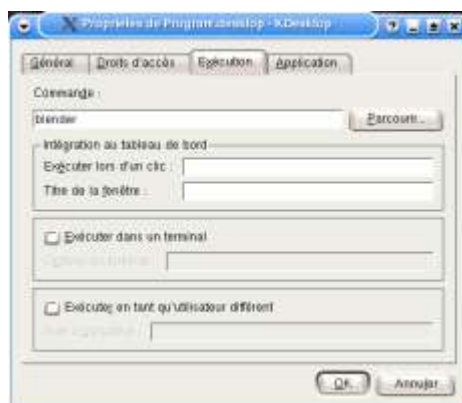 Propriétés de Program.desktop - KDesktop
Général Droits d'accès Exécution Application
Commande :
blender
Parcourir...
Intégration au tableau de bord
Exécuter lors d'un clic :
Titre de la fenêtre :
Exécuter dans un terminal
Exécuter en tant qu'utilisateur différent
OK Annuler